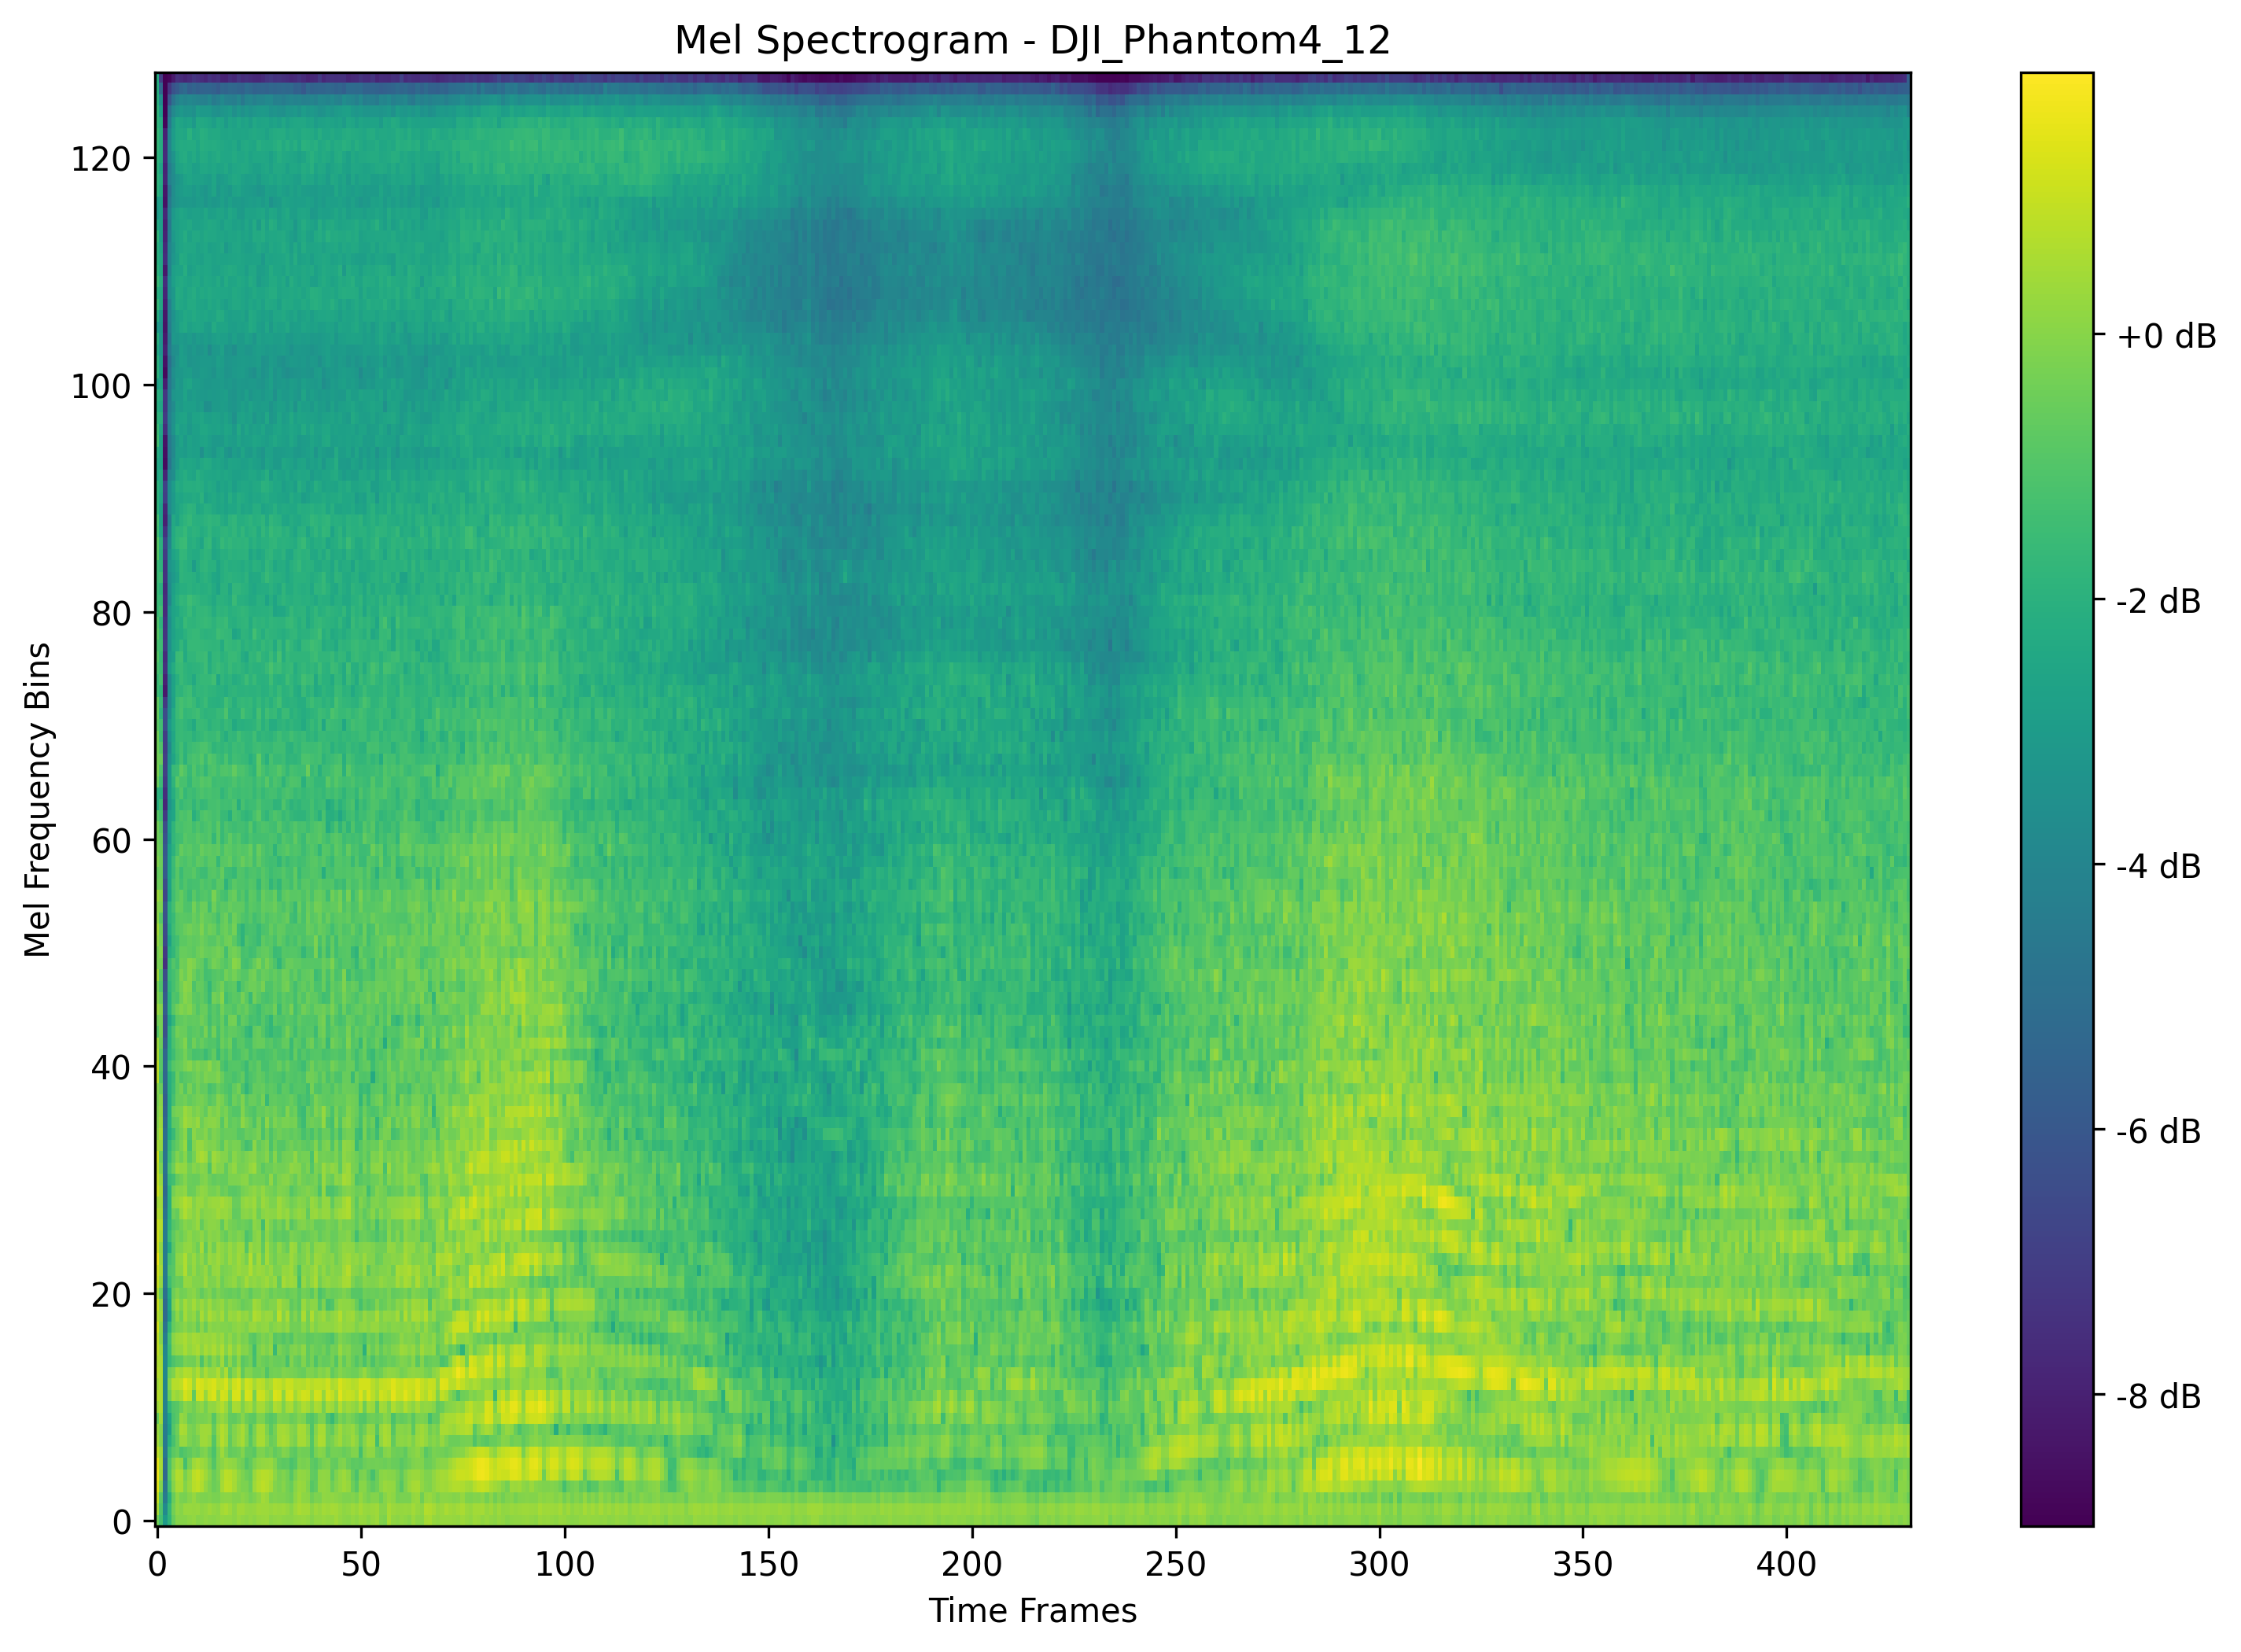 Mel Spectrogram - DJI_Phantom4_12
Mel Frequency Bins
120
100
80
60
40
20
0
0 50 100 150 200 250 300 350 400
Time Frames
+0 dB
-2 dB
-4 dB
-6 dB
-8 dB